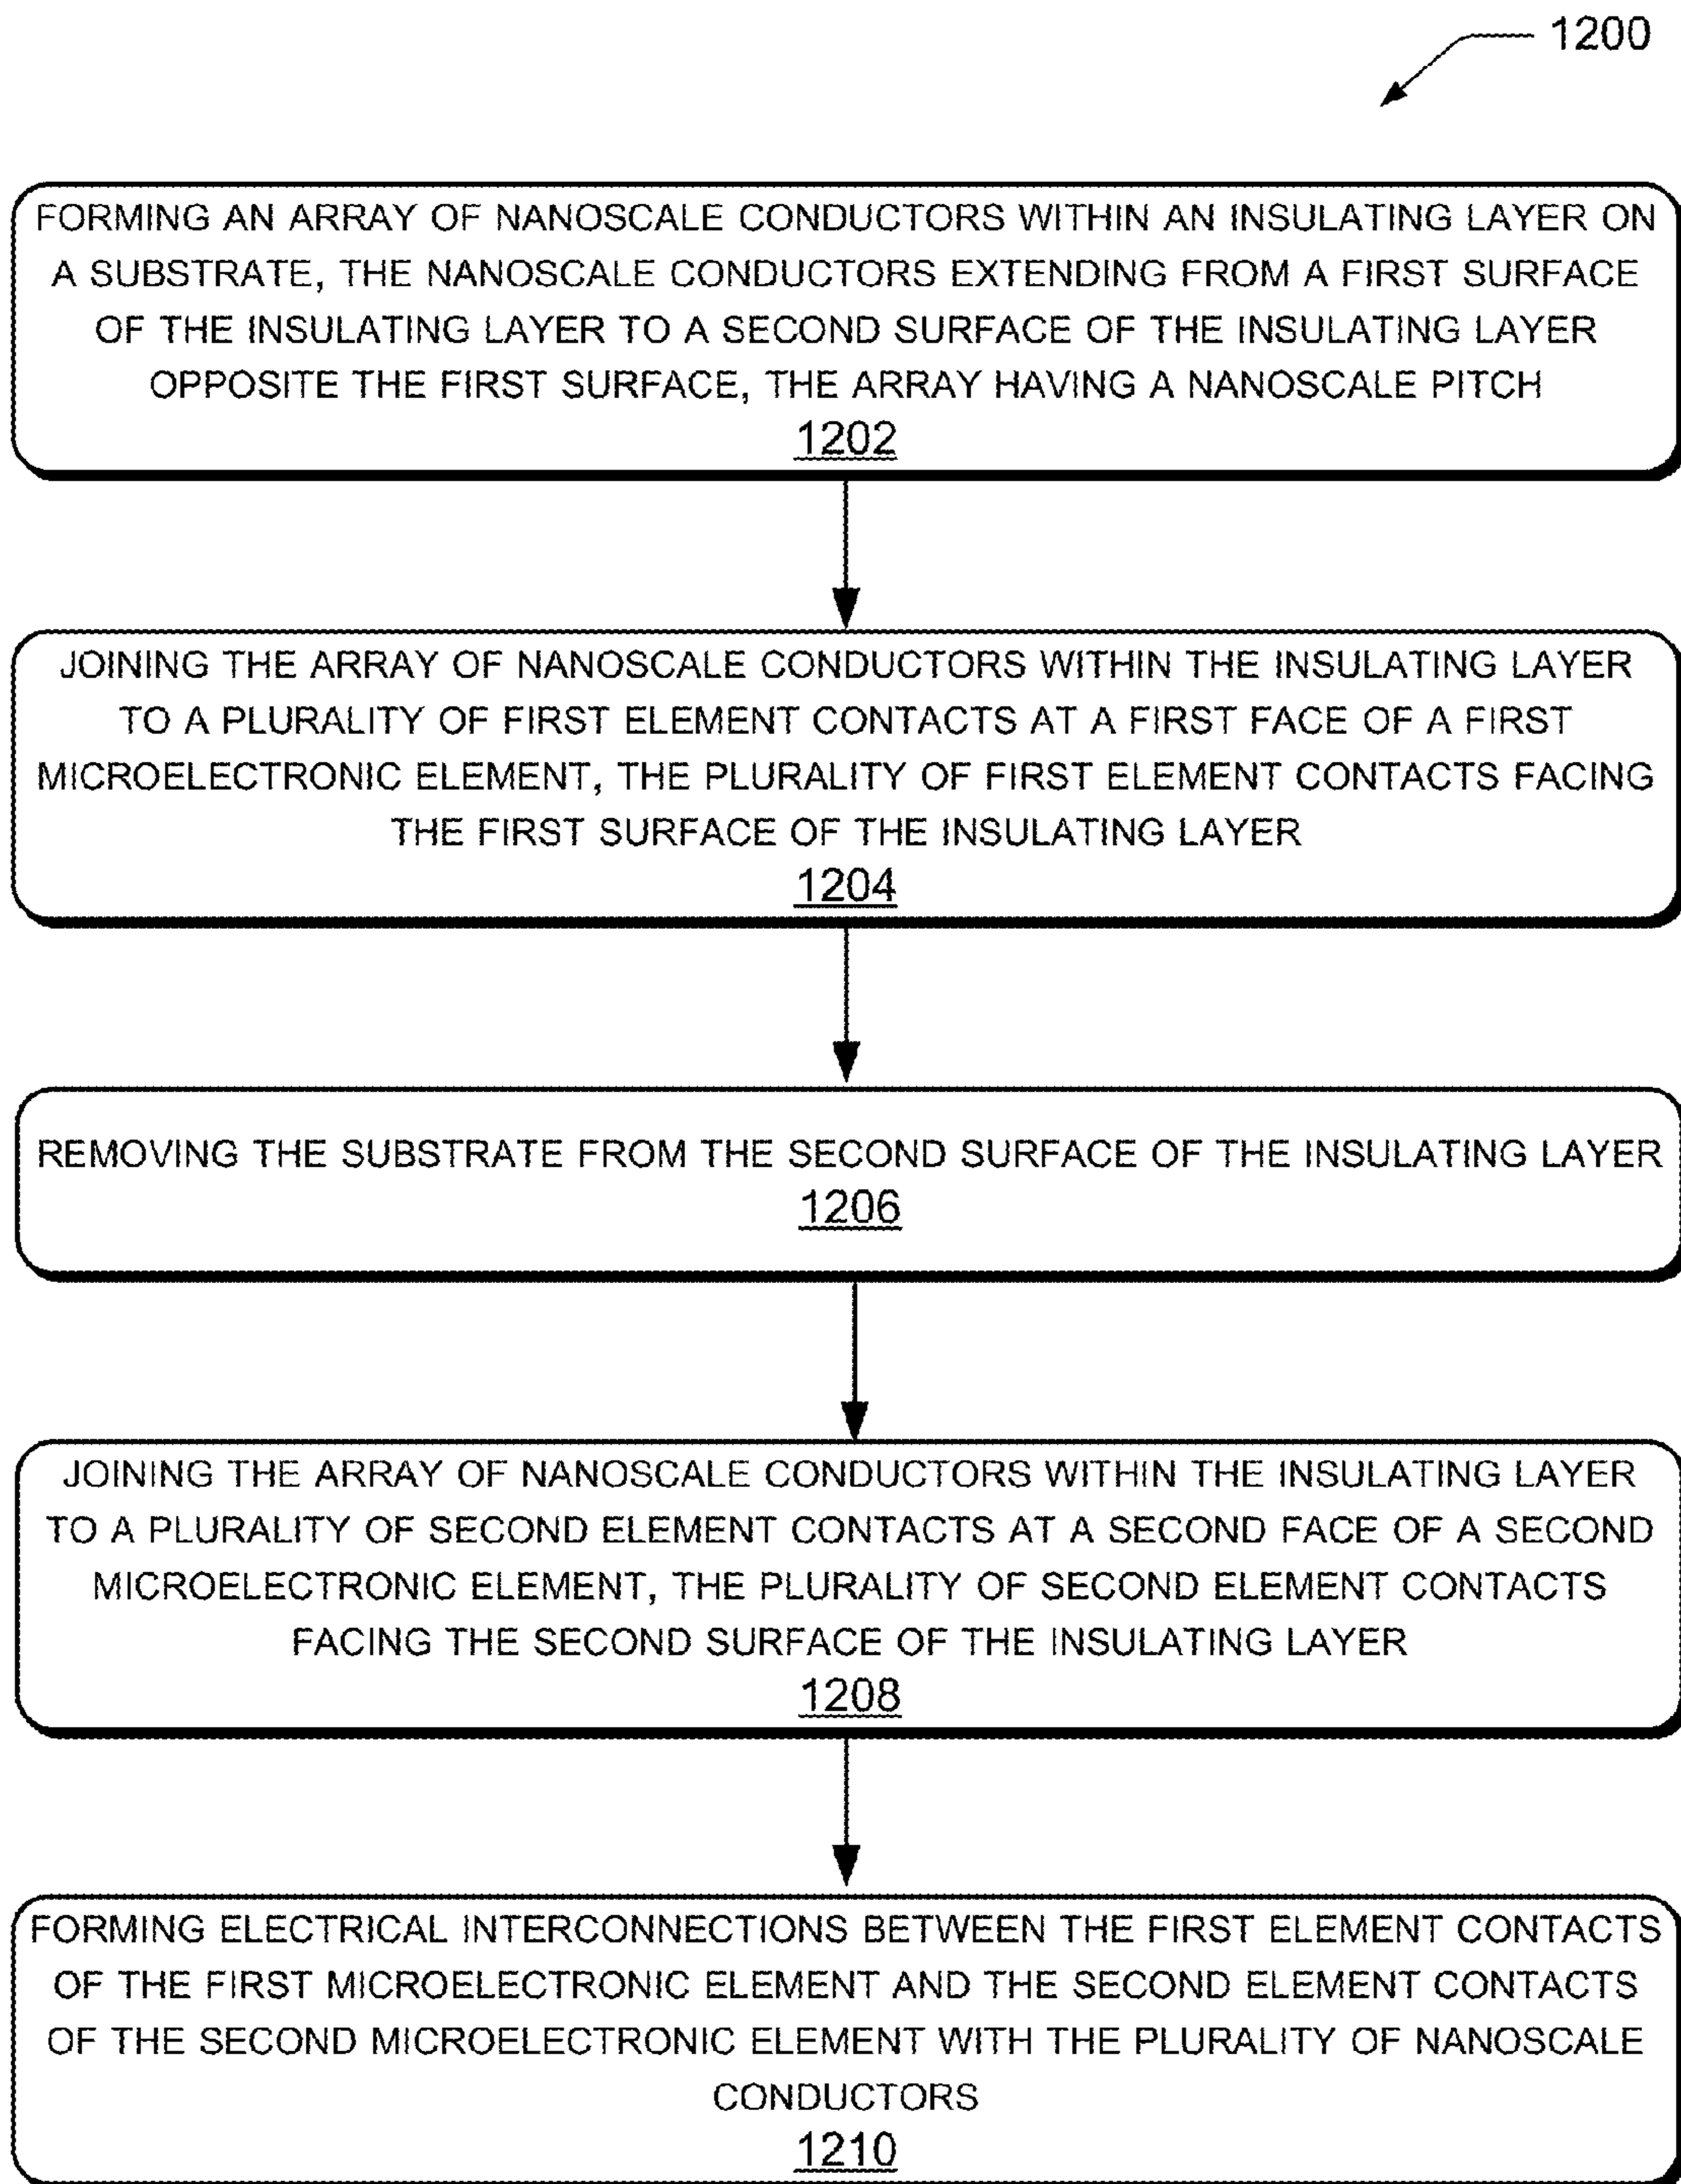 1200
FORMING AN ARRAY OF NANOSCALE CONDUCTORS WITHIN AN INSULATING LAYER ON
A SUBSTRATE, THE NANOSCALE CONDUCTORS EXTENDING FROM A FIRST SURFACE
OF THE INSULATING LAYER TO A SECOND SURFACE OF THE INSULATING LAYER
OPPOSITE THE FIRST SURFACE, THE ARRAY HAVING A NANOSCALE PITCH
1202
JOINING THE ARRAY OF NANOSCALE CONDUCTORS WITHIN THE INSULATING LAYER
TO A PLURALITY OF FIRST ELEMENT CONTACTS AT A FIRST FACE OF A FIRST
MICROELECTRONIC ELEMENT, THE PLURALITY OF FIRST ELEMENT CONTACTS FACING
THE FIRST SURFACE OF THE INSULATING LAYER
1204
REMOVING THE SUBSTRATE FROM THE SECOND SURFACE OF THE INSULATING LAYER
1206
JOINING THE ARRAY OF NANOSCALE CONDUCTORS WITHIN THE INSULATING LAYER
TO A PLURALITY OF SECOND ELEMENT CONTACTS AT A SECOND FACE OF A SECOND
MICROELECTRONIC ELEMENT, THE PLURALITY OF SECOND ELEMENT CONTACTS
FACING THE SECOND SURFACE OF THE INSULATING LAYER
1208
FORMING ELECTRICAL INTERCONNECTIONS BETWEEN THE FIRST ELEMENT CONTACTS
OF THE FIRST MICROELECTRONIC ELEMENT AND THE SECOND ELEMENT CONTACTS
OF THE SECOND MICROELECTRONIC ELEMENT WITH THE PLURALITY OF NANOSCALE
CONDUCTORS
1210